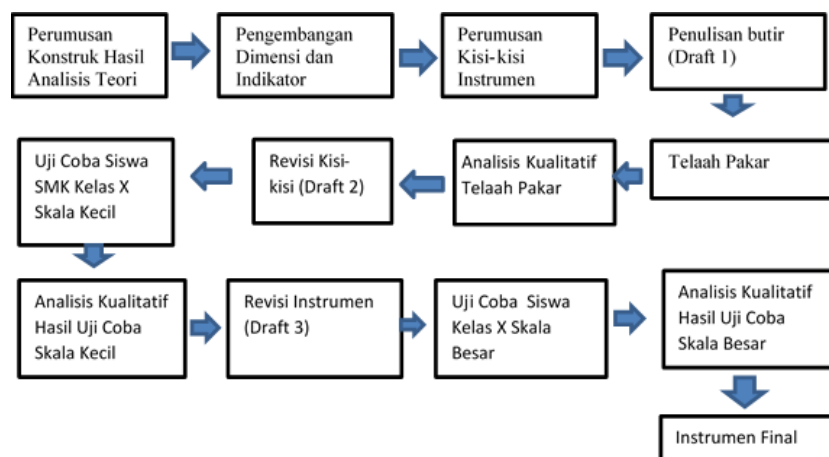 Perumusan
Konstruk Hasil
Analisis Teori
Pengembangan
Dimensi dan
Indikator
Perumusan
Kisi-kisi
Instrumen
Penulisan butir
(Draft 1)
Telaah Pakar
Analisis Kualitatif
Telaah Pakar
Revisi Kisi-
kisi (Draft 2)
Uji Coba Siswa
SMK Kelas X
Skala Kecil
Analisis Kualitatif
Hasil Uji Coba
Skala Kecil
Revisi Instrumen
(Draft 3)
Uji Coba Siswa
Kelas X Skala
Besar
Analisis Kualitatif
Hasil Uji Coba
Skala Besar
Instrumen Final